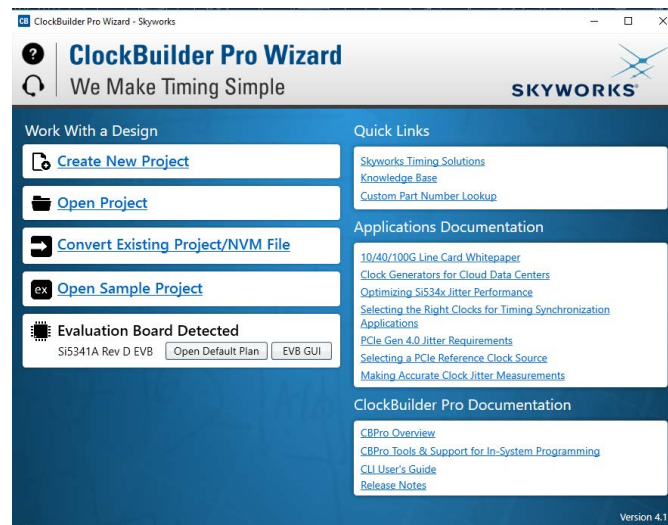 CB ClockBuilder Pro Wizard - Skyworks
ClockBuilder Pro Wizard
We Make Timing Simple
SKYWORKS®
Work With a Design
Create New Project
Open Project
Convert Existing Project/NVM File
ex Open Sample Project
Evaluation Board Detected
Si5341A Rev D EVB Open Default Plan EVB GUI
Quick Links
Skyworks Timing Solutions
Knowledge Base
Custom Part Number Lookup
Applications Documentation
10/40/100G Line Card Whitepaper
Clock Generators for Cloud Data Centers
Optimizing Si534x Jitter Performance
Selecting the Right Clocks for Timing Synchronization
Applications
PCIe Gen 4.0 Jitter Requirements
Selecting a PCIe Reference Clock Source
Making Accurate Clock Jitter Measurements
ClockBuilder Pro Documentation
CBPro Overview
CBPro Tools & Support for In-System Programming
CLI User's Guide
Release Notes
Version 4.1